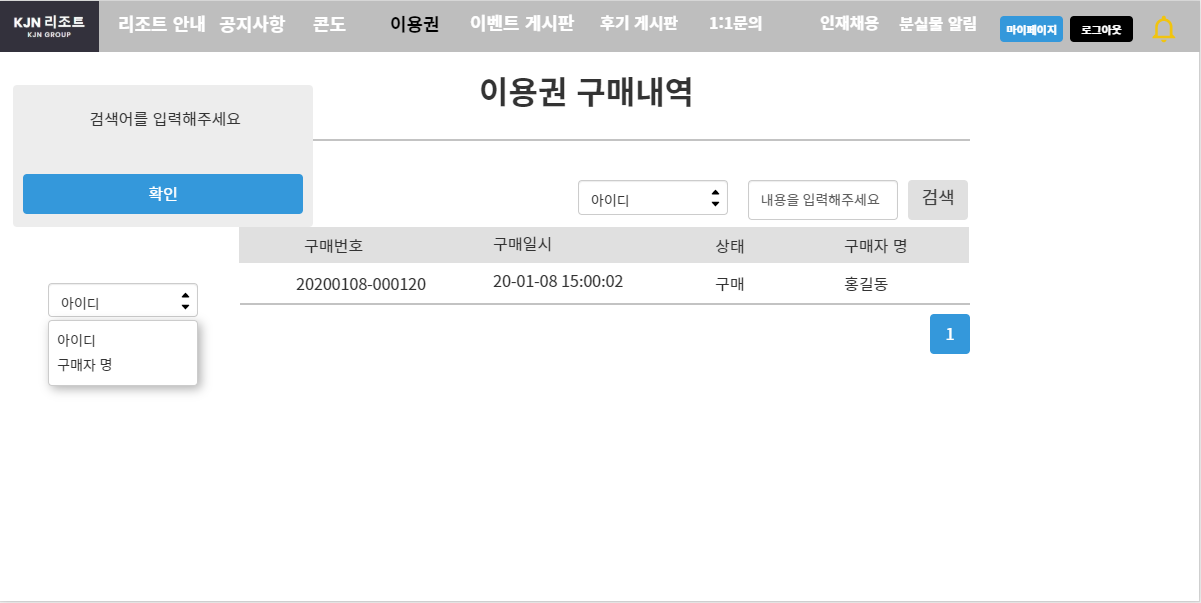 KJN 리조트
KJN GROUP
리조트 안내 공지사항 콘도 이용권 이벤트 게시판 후기 게시판 1:1문의 인재채용 분실물 알림 마이페이지 로그아웃
이용권 구매내역
검색어를 입력해주세요
확인
아이디 내용을 입력해주세요 검색
구매번호 구매일시 상태 구매자 명
20200108-000120 20-01-08 15:00:02 구매 홍길동
아이디
아이디
구매자 명
1